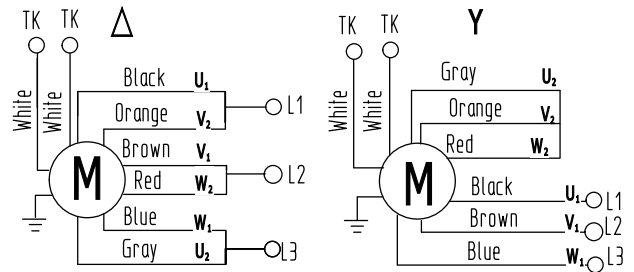 TK TK Δ
White White
Black U₁
Orange V₂
L1
Brown V₁
Red W₂
L2
Blue W₁
Gray U₂
L3
M
TK TK Y
White White
Gray U₂
Orange V₂
Red W₂
M
Black U₁ L1
Brown V₁ L2
Blue W₁ L3